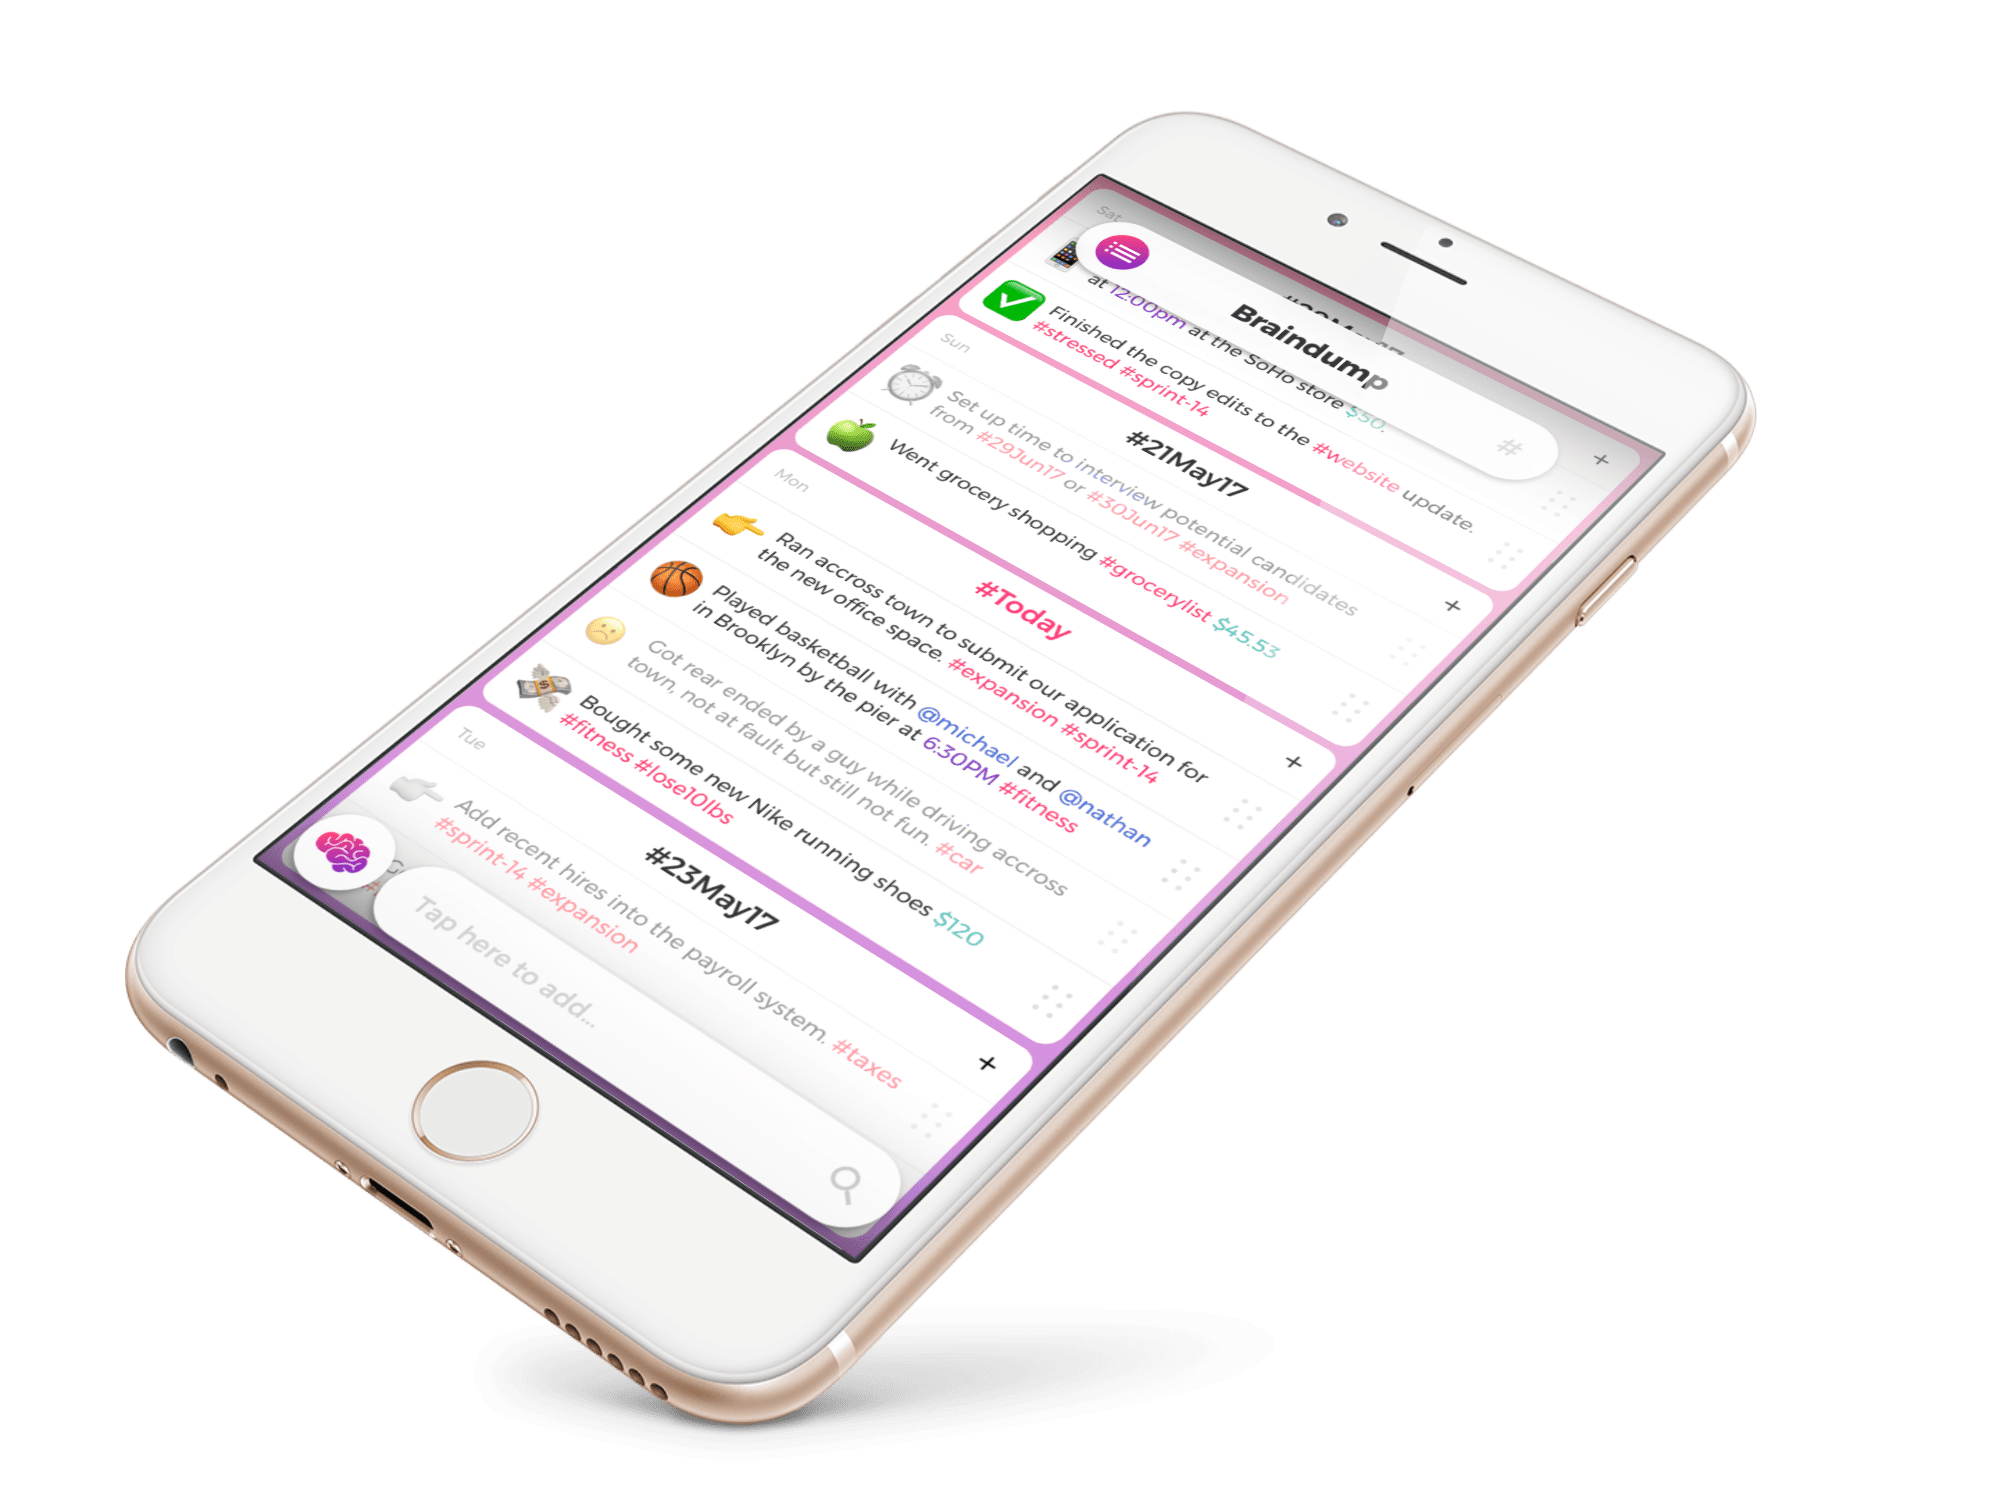 Sat
Braindump
#
at 12:00pm at the SoHo store $50.
Finished the copy edits to the #website update.
#stressed #sprint-14
Sun
#21May17
+
Set up time to interview potential candidates
from #29Jun17 or #30Jun17 #expansion
Went grocery shopping #grocerylist $45.53
Mon
#Today
+
Ran accross town to submit our application for
the new office space. #expansion #sprint-14
Played basketball with @michael and @nathan
in Brooklyn by the pier at 6:30PM #fitness
Got rear ended by a guy while driving accross
town, not at fault but still not fun. #car
Bought some new Nike running shoes $120
#fitness #lose10lbs
Tue
#23May17
+
Add recent hires into the payroll system. #taxes
#sprint-14 #expansion
Tap here to add...